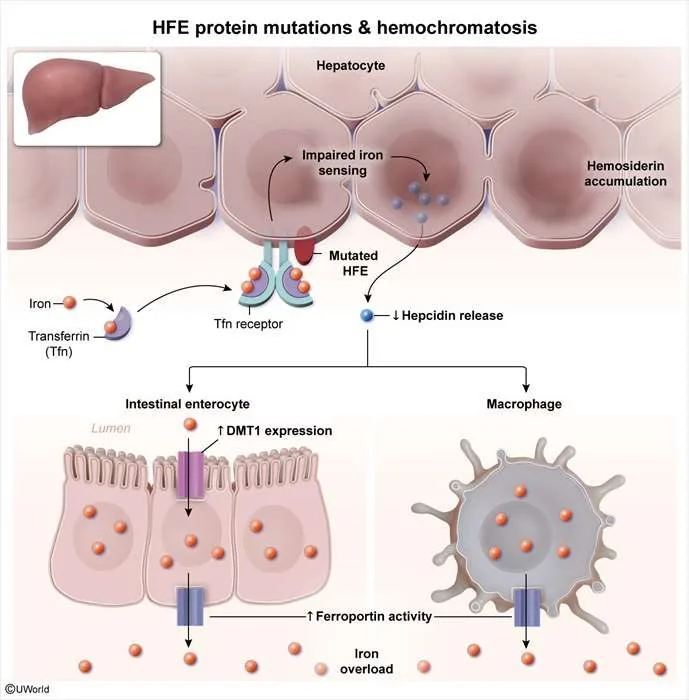 HFE protein mutations & hemochromatosis
Hepatocyte
Impaired iron
sensing
Hemosiderin
accumulation
Mutated
HFE
Iron
Transferrin
(Tfn)
Tfn receptor
↓Hepcidin release
Intestinal enterocyte
Macrophage
Lumen
↑DMT1 expression
↑Ferroportin activity
Iron
overload
©UWorld